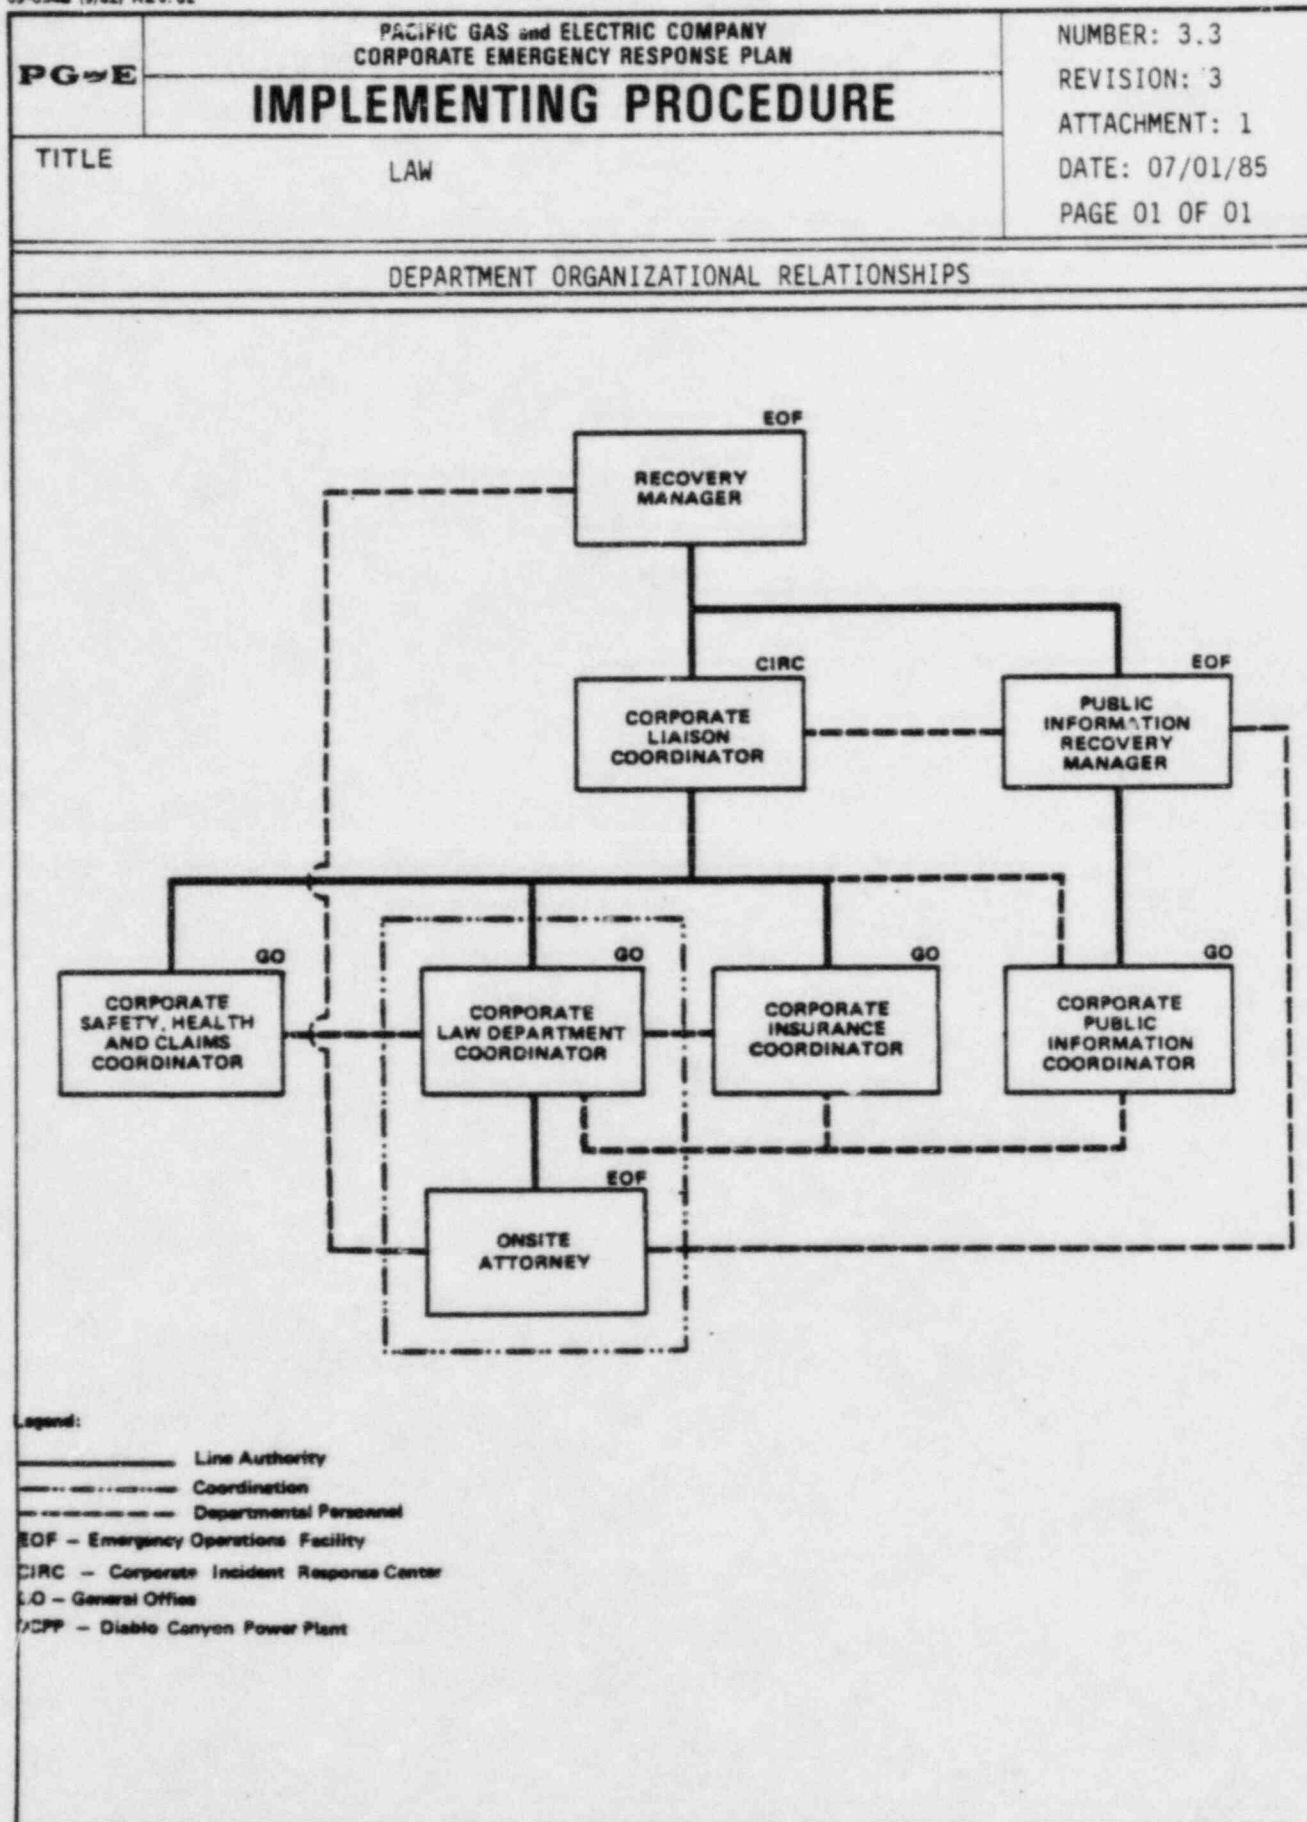 PACIFIC GAS and ELECTRIC COMPANY
CORPORATE EMERGENCY RESPONSE PLAN
PG and E
IMPLEMENTING PROCEDURE
NUMBER: 3.3
REVISION: 3
ATTACHMENT: 1
DATE: 07/01/85
PAGE 01 OF 01
TITLE
LAW
DEPARTMENT ORGANIZATIONAL RELATIONSHIPS
EOF
RECOVERY
MANAGER
CIRC
CORPORATE
LIAISON
COORDINATOR
EOF
PUBLIC
INFORMATION
RECOVERY
MANAGER
GO
CORPORATE
SAFETY, HEALTH
AND CLAIMS
COORDINATOR
GO
CORPORATE
LAW DEPARTMENT
COORDINATOR
GO
CORPORATE
INSURANCE
COORDINATOR
GO
CORPORATE
PUBLIC
INFORMATION
COORDINATOR
EOF
ONSITE
ATTORNEY
Legend:
Line Authority
Coordination
Departmental Personnel
EOF – Emergency Operations Facility
CIRC – Corporate Incident Response Center
GO – General Office
DCPP – Diablo Canyon Power Plant